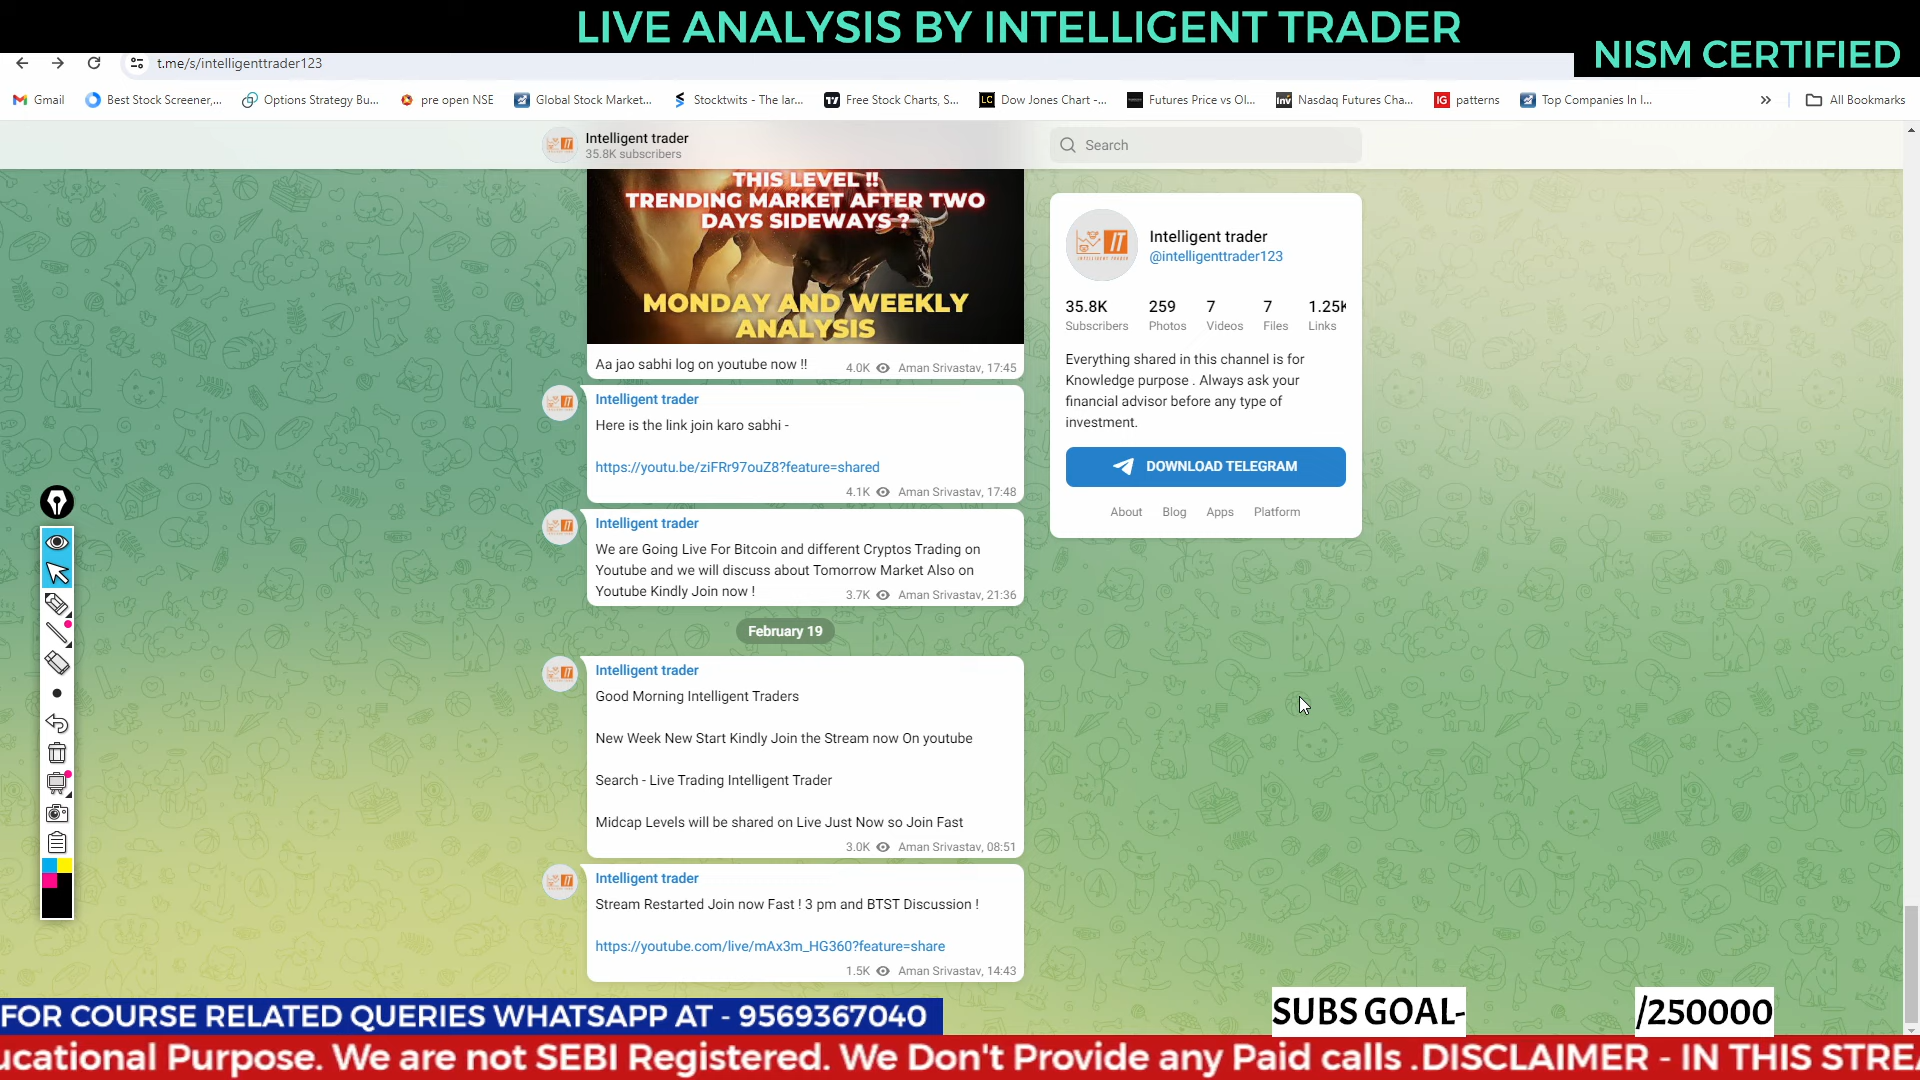 LIVE ANALYSIS BY INTELLIGENT TRADER
NISM CERTIFIED
t.me/s/intelligenttrader123
Gmail
Best Stock Screener,...
Options Strategy Bu...
pre open NSE
Global Stock Market...
Stocktwits - The lar...
Free Stock Charts, S...
Dow Jones Chart -...
Futures Price vs Ol...
Nasdaq Futures Cha...
patterns
Top Companies In I...
All Bookmarks
Intelligent trader
35.8K subscribers
Search
THIS LEVEL !!
TRENDING MARKET AFTER TWO
DAYS SIDEWAYS ?
MONDAY AND WEEKLY
ANALYSIS
Aa jao sabhi log on youtube now !!
4.0K Aman Srivastav, 17:45
Intelligent trader
Here is the link join karo sabhi -
https://youtu.be/ziFRr97ouZ8?feature=shared
4.1K Aman Srivastav, 17:48
Intelligent trader
We are Going Live For Bitcoin and different Cryptos Trading on
Youtube and we will discuss about Tomorrow Market Also on
Youtube Kindly Join now !
3.7K Aman Srivastav, 21:36
February 19
Intelligent trader
Good Morning Intelligent Traders
New Week New Start Kindly Join the Stream now On youtube
Search - Live Trading Intelligent Trader
Midcap Levels will be shared on Live Just Now so Join Fast
3.0K Aman Srivastav, 08:51
Intelligent trader
Stream Restarted Join now Fast ! 3 pm and BTST Discussion !
https://youtube.com/live/mAx3m_HG360?feature=share
1.5K Aman Srivastav, 14:43
IT
INTELLIGENT TRADER
Intelligent trader
@intelligenttrader123
35.8K 259 7 7 1.25K
Subscribers Photos Videos Files Links
Everything shared in this channel is for
Knowledge purpose . Always ask your
financial advisor before any type of
investment.
DOWNLOAD TELEGRAM
About Blog Apps Platform
FOR COURSE RELATED QUERIES WHATSAPP AT - 9569367040
SUBS GOAL-
/250000
ucational Purpose. We are not SEBI Registered. We Don't Provide any Paid calls .DISCLAIMER - IN THIS STREA